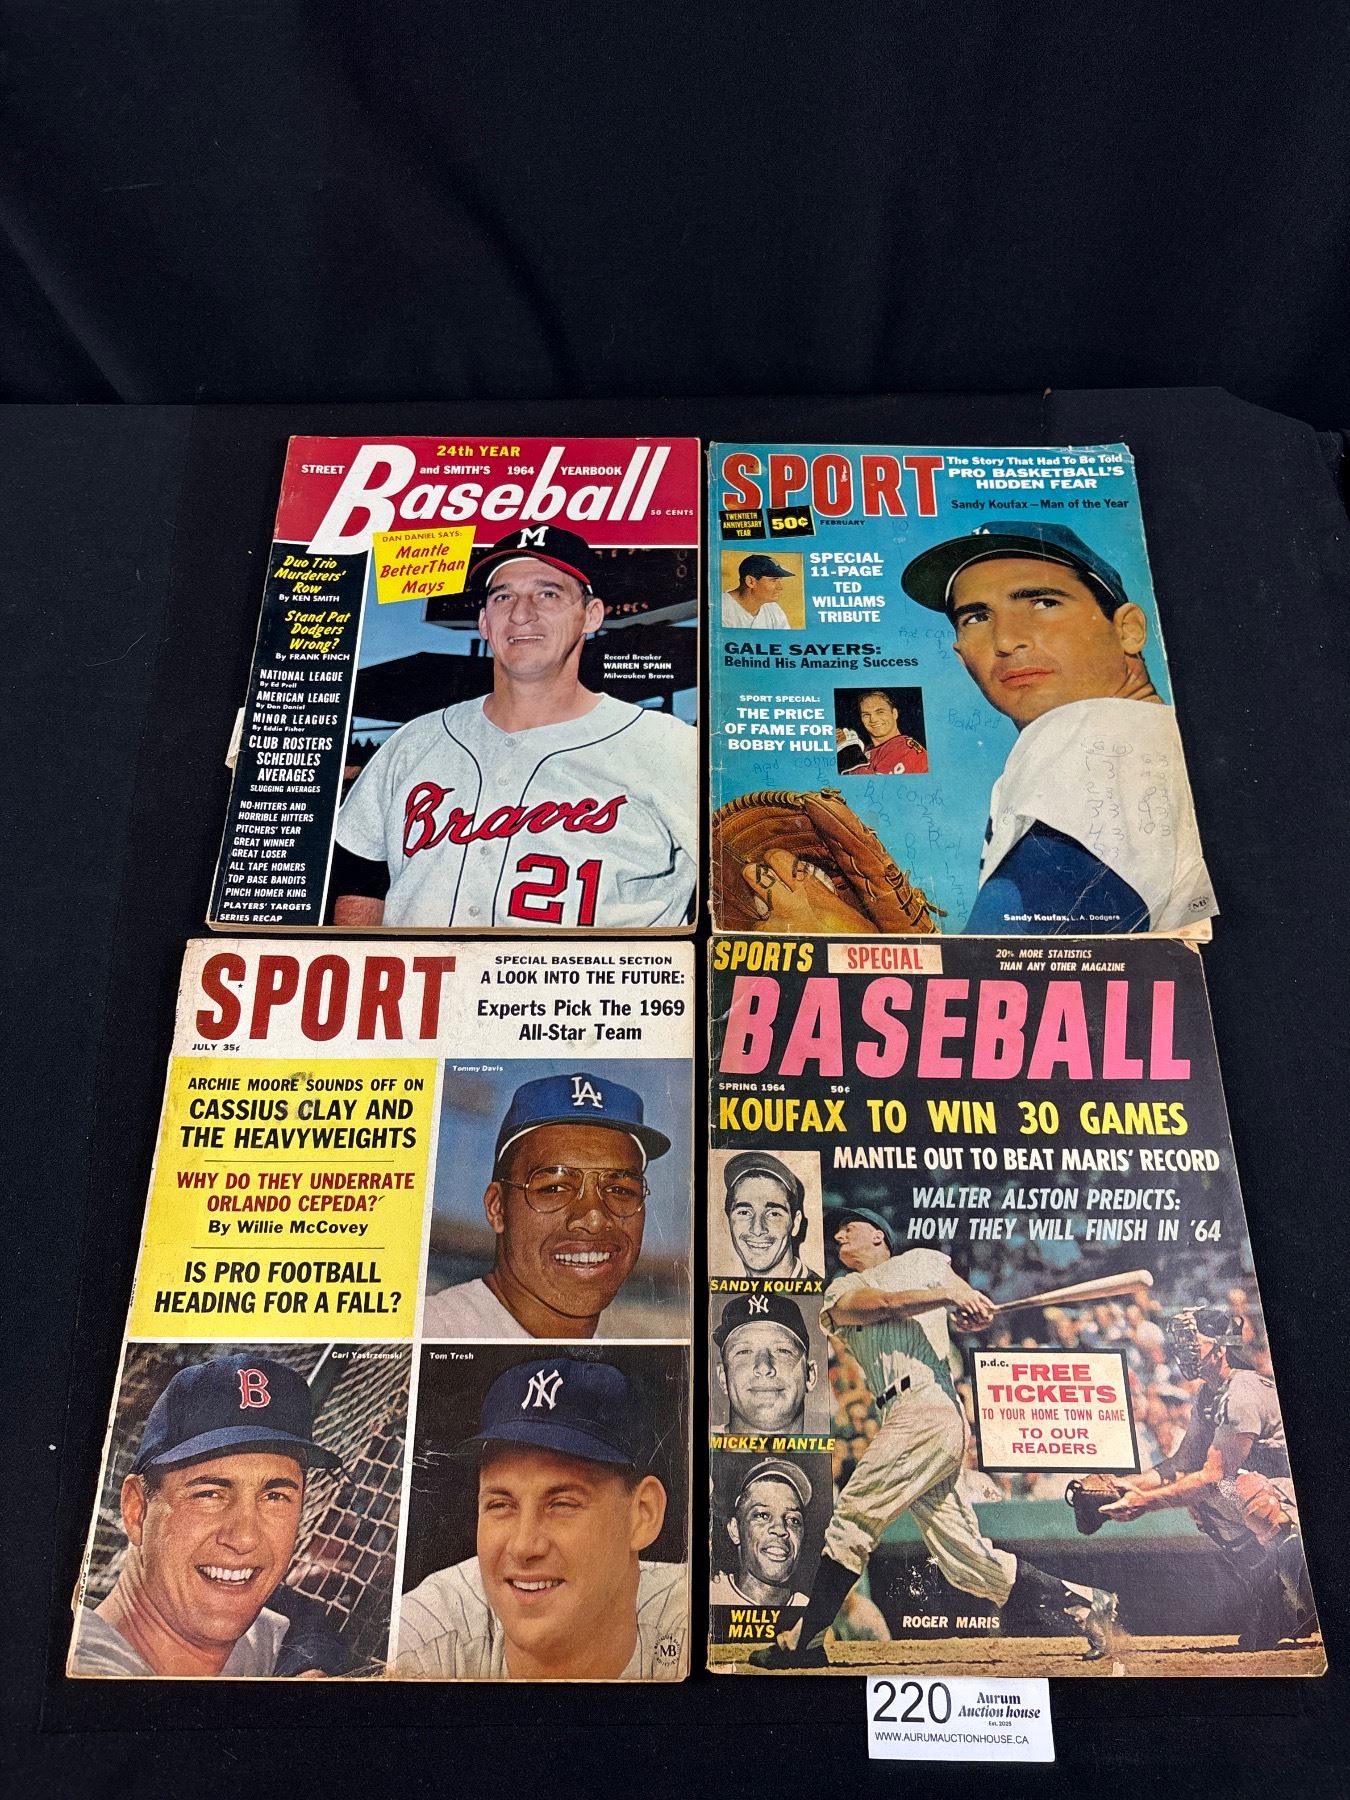 24th YEAR
STREET and SMITH'S 1964 YEARBOOK
Baseball
50 CENTS
DAN DANIEL SAYS:
Mantle
Better Than
Mays
Duo Trio
Murderers'
Row
By KEN SMITH
Stand Pat
Dodgers
Wrong?
By FRANK FINCH
NATIONAL LEAGUE
By Ed Prell
AMERICAN LEAGUE
By Dan Daniel
MINOR LEAGUES
By Eddie Fisher
CLUB ROSTERS
SCHEDULES
AVERAGES
SLUGGING AVERAGES
NO-HITTERS AND
HORRIBLE HITTERS
PITCHERS' YEAR
GREAT WINNER
GREAT LOSER
ALL TAPE HOMERS
TOP BASE BANDITS
PINCH HOMER KING
PLAYERS' TARGETS
SERIES RECAP
M
Record Breaker
WARREN SPAHN
Milwaukee Braves
Braves
21
SPORT
The Story That Had To Be Told
PRO BASKETBALL'S
HIDDEN FEAR
Sandy Koufax—Man of the Year
TWENTIETH
ANNIVERSARY
YEAR
50¢
FEBRUARY
SPECIAL
11-PAGE
TED
WILLIAMS
TRIBUTE
GALE SAYERS:
Behind His Amazing Success
SPORT SPECIAL:
THE PRICE
OF FAME FOR
BOBBY HULL
Sandy Koufax, L.A. Dodgers
MB
SPORT
JULY 35¢
SPECIAL BASEBALL SECTION
A LOOK INTO THE FUTURE:
Experts Pick The 1969
All-Star Team
ARCHIE MOORE SOUNDS OFF ON
CASSIUS CLAY AND
THE HEAVYWEIGHTS
WHY DO THEY UNDERRATE
ORLANDO CEPEDA?
By Willie McCovey
IS PRO FOOTBALL
HEADING FOR A FALL?
Tommy Davis
LA
Carl Yastrzemski
B
Tom Tresh
NY
MB
SPORTS SPECIAL
20% MORE STATISTICS
THAN ANY OTHER MAGAZINE
BASEBALL
SPRING 1964 50¢
KOUFAX TO WIN 30 GAMES
MANTLE OUT TO BEAT MARIS' RECORD
WALTER ALSTON PREDICTS:
HOW THEY WILL FINISH IN '64
SANDY KOUFAX
NY
MICKEY MANTLE
WILLY
MAYS
p.d.c.
FREE
TICKETS
TO YOUR HOME TOWN GAME
TO OUR
READERS
ROGER MARIS
220
Aurum
Auction house
Est. 2025
WWW.AURUMAUCTIONHOUSE.CA